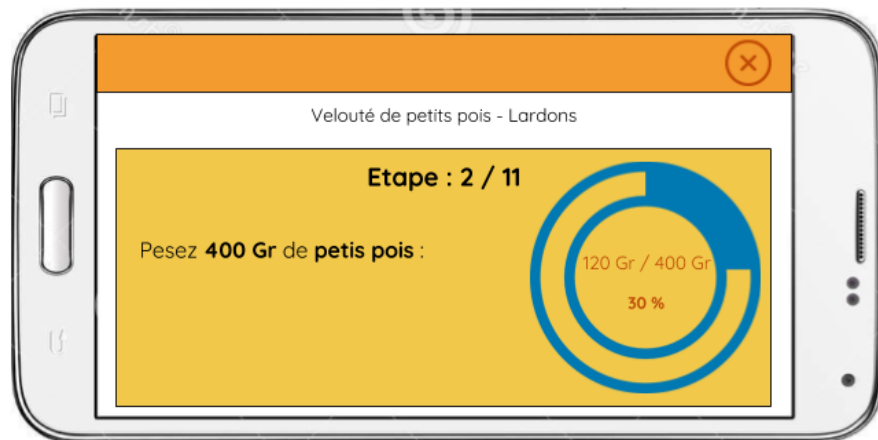 Velouté de petits pois - Lardons
Etape : 2 / 11
Pesez 400 Gr de petis pois :
120 Gr / 400 Gr
30 %